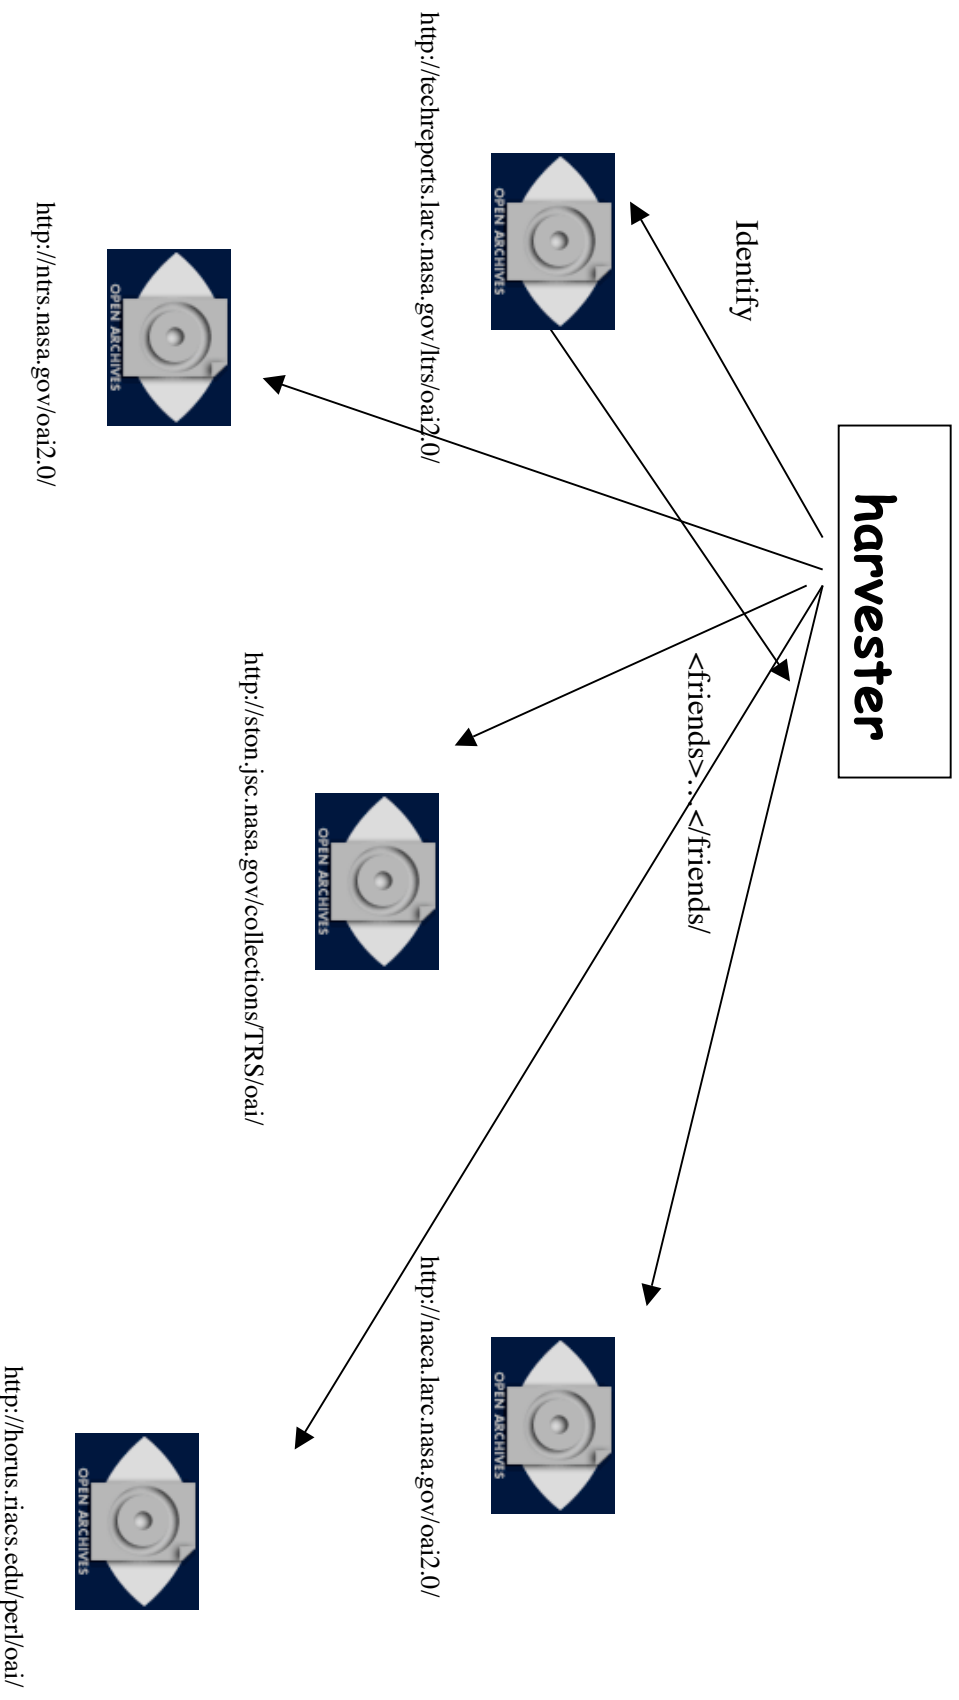 harvester
Identify
<friends>…</friends/
http://techreports.larc.nasa.gov/ltrs/oai2.0/
OPEN ARCHIVES
http://naca.larc.nasa.gov/oai2.0/
OPEN ARCHIVES
http://ston.jsc.nasa.gov/collections/TRS/oai/
OPEN ARCHIVES
http://ntrs.nasa.gov/oai2.0/
OPEN ARCHIVES
http://horus.riacs.edu/perl/oai/
OPEN ARCHIVES